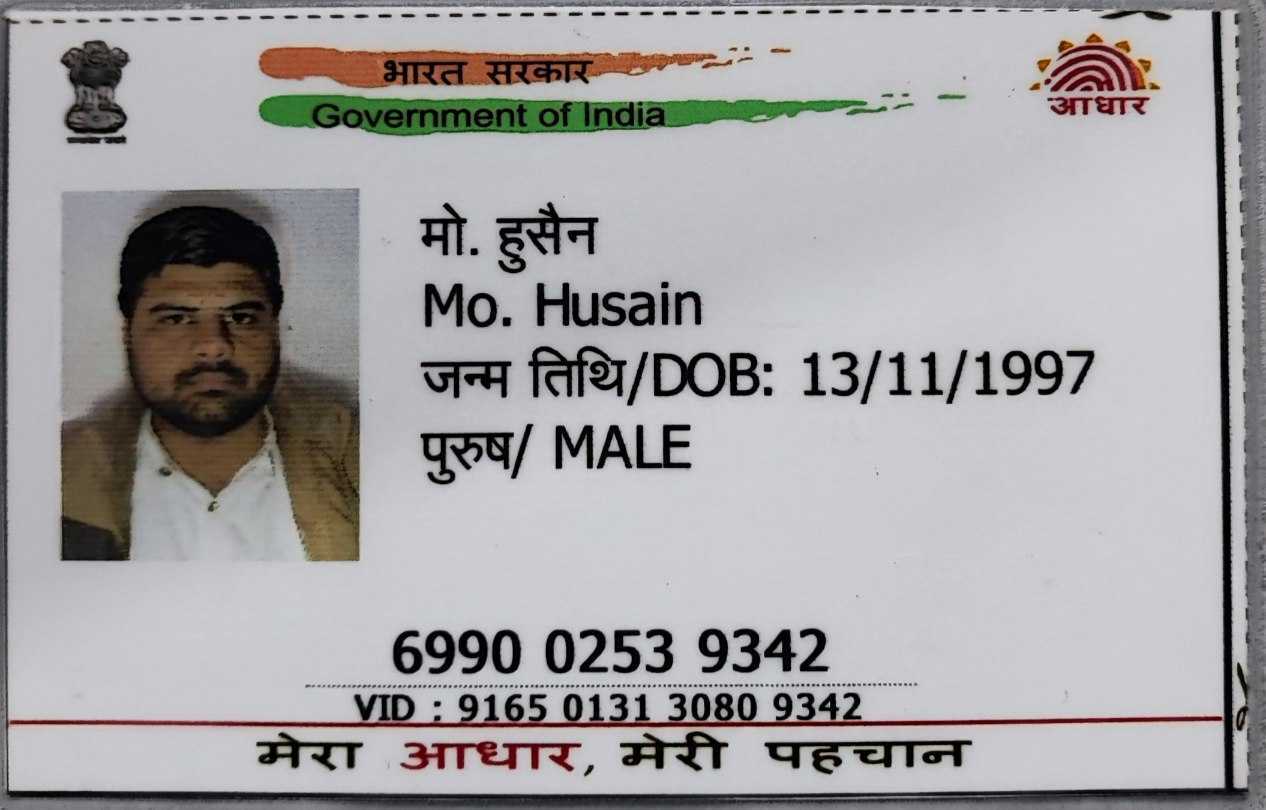 भारत सरकार
Government of India
आधार
मो. हुसैन
Mo. Husain
जन्म तिथि/DOB: 13/11/1997
पुरुष/ MALE
6990 0253 9342
VID : 9165 0131 3080 9342
मेरा आधार, मेरी पहचान